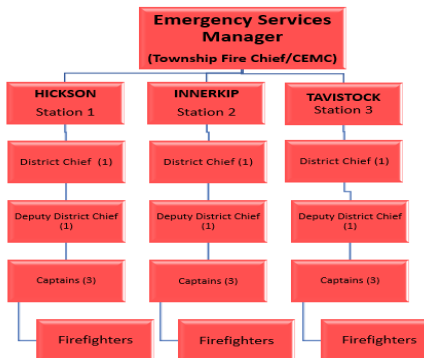 Emergency Services
Manager
(Township Fire Chief/CEMC)
HICKSON
Station 1
INNERKIP
Station 2
TAVISTOCK
Station 3
District Chief (1)
District Chief (1)
District Chief (1)
Deputy District Chief
(1)
Deputy District Chief
(1)
Deputy District Chief
(1)
Captains (3)
Captains (3)
Captains (3)
Firefighters
Firefighters
Firefighters